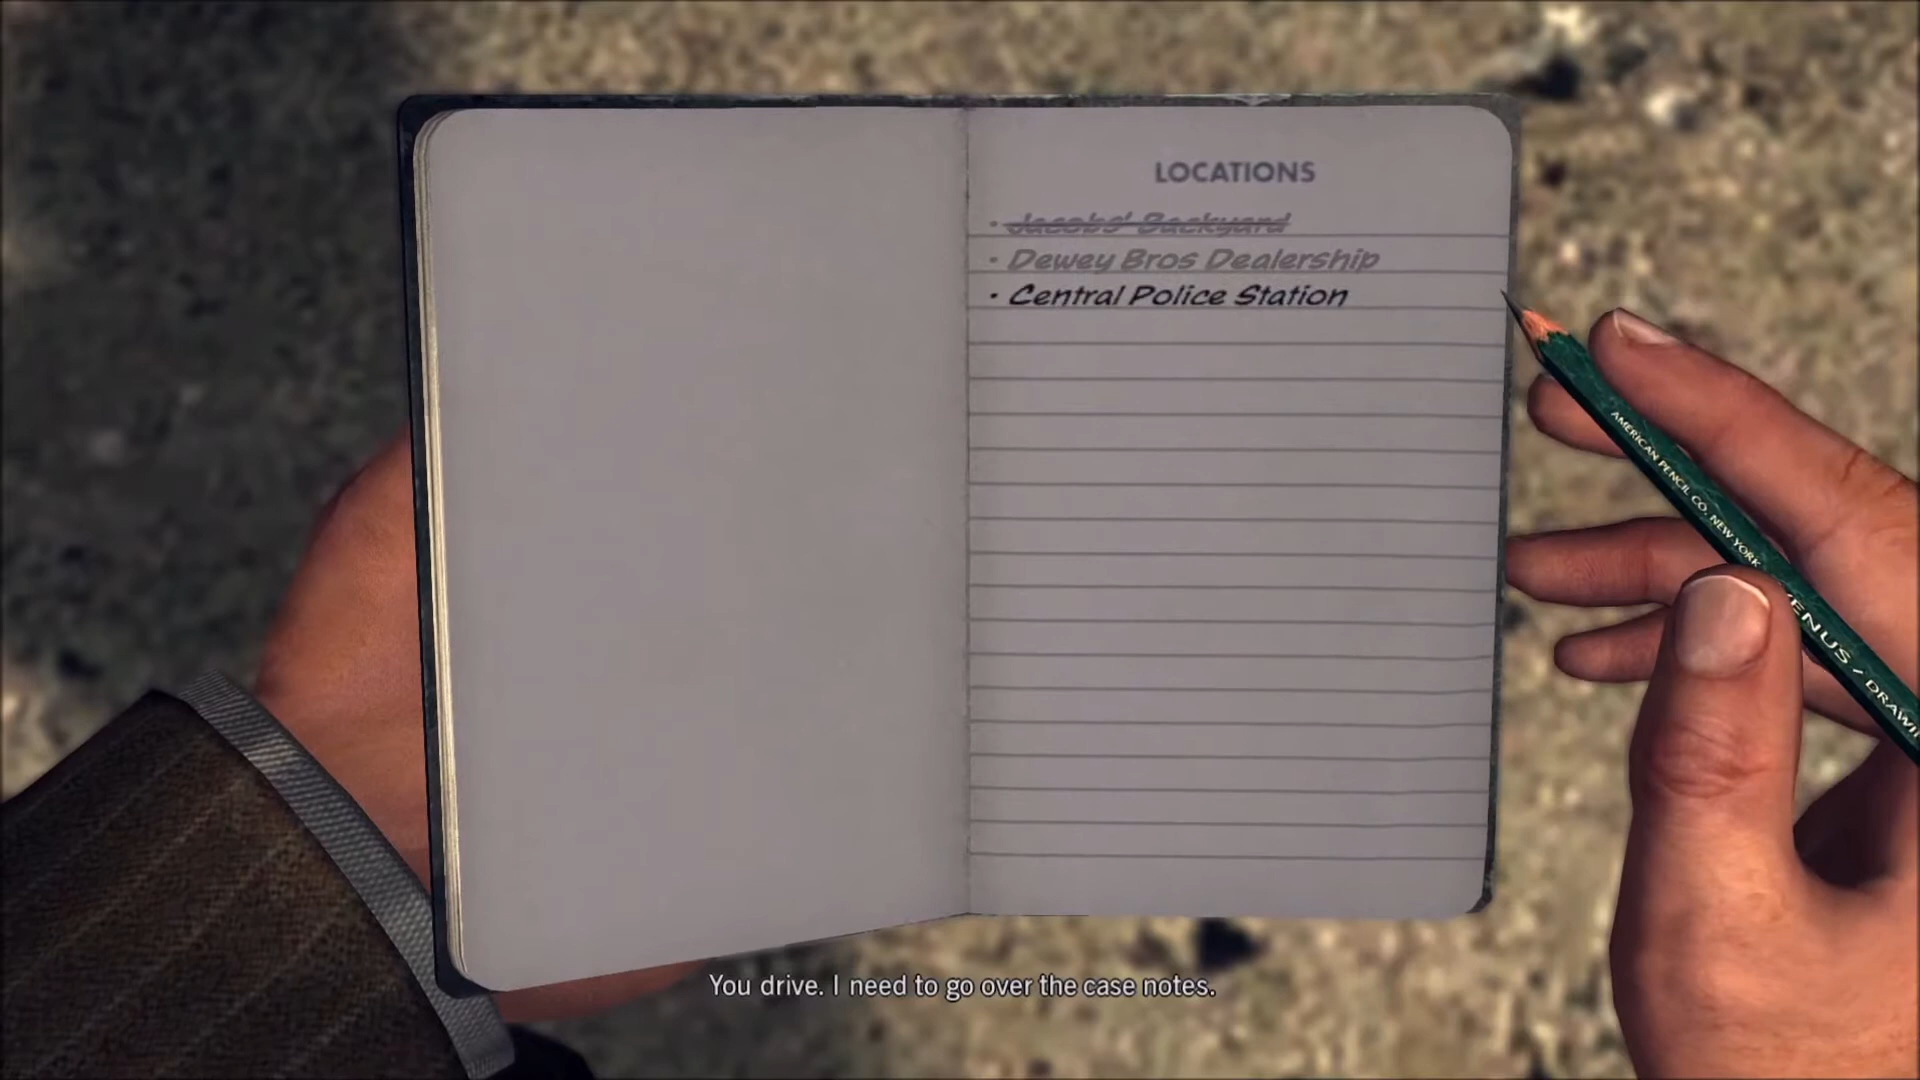 LOCATIONS
· Jacobs' Backyard
· Dewey Bros Dealership
· Central Police Station
AMERICAN PENCIL CO. NEW YORK
VENUS / DRAWI
You drive. I need to go over the case notes.